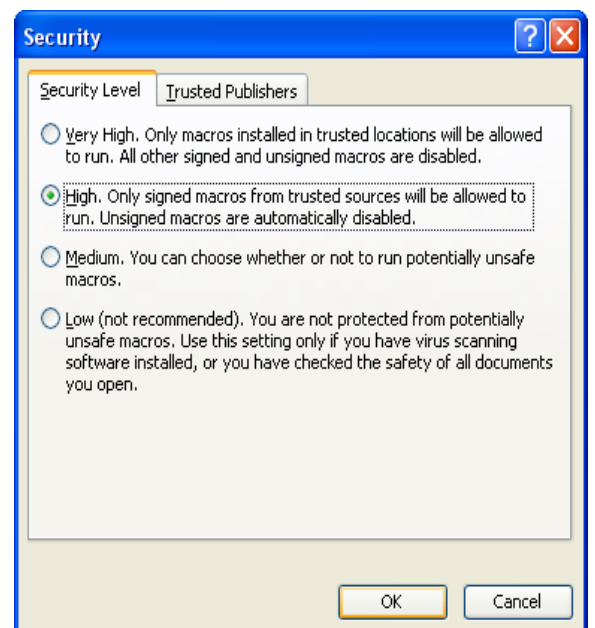 Security
?
Security Level
Trusted Publishers
Very High. Only macros installed in trusted locations will be allowed
to run. All other signed and unsigned macros are disabled.
High. Only signed macros from trusted sources will be allowed to
run. Unsigned macros are automatically disabled.
Medium. You can choose whether or not to run potentially unsafe
macros.
Low (not recommended). You are not protected from potentially
unsafe macros. Use this setting only if you have virus scanning
software installed, or you have checked the safety of all documents
you open.
OK
Cancel